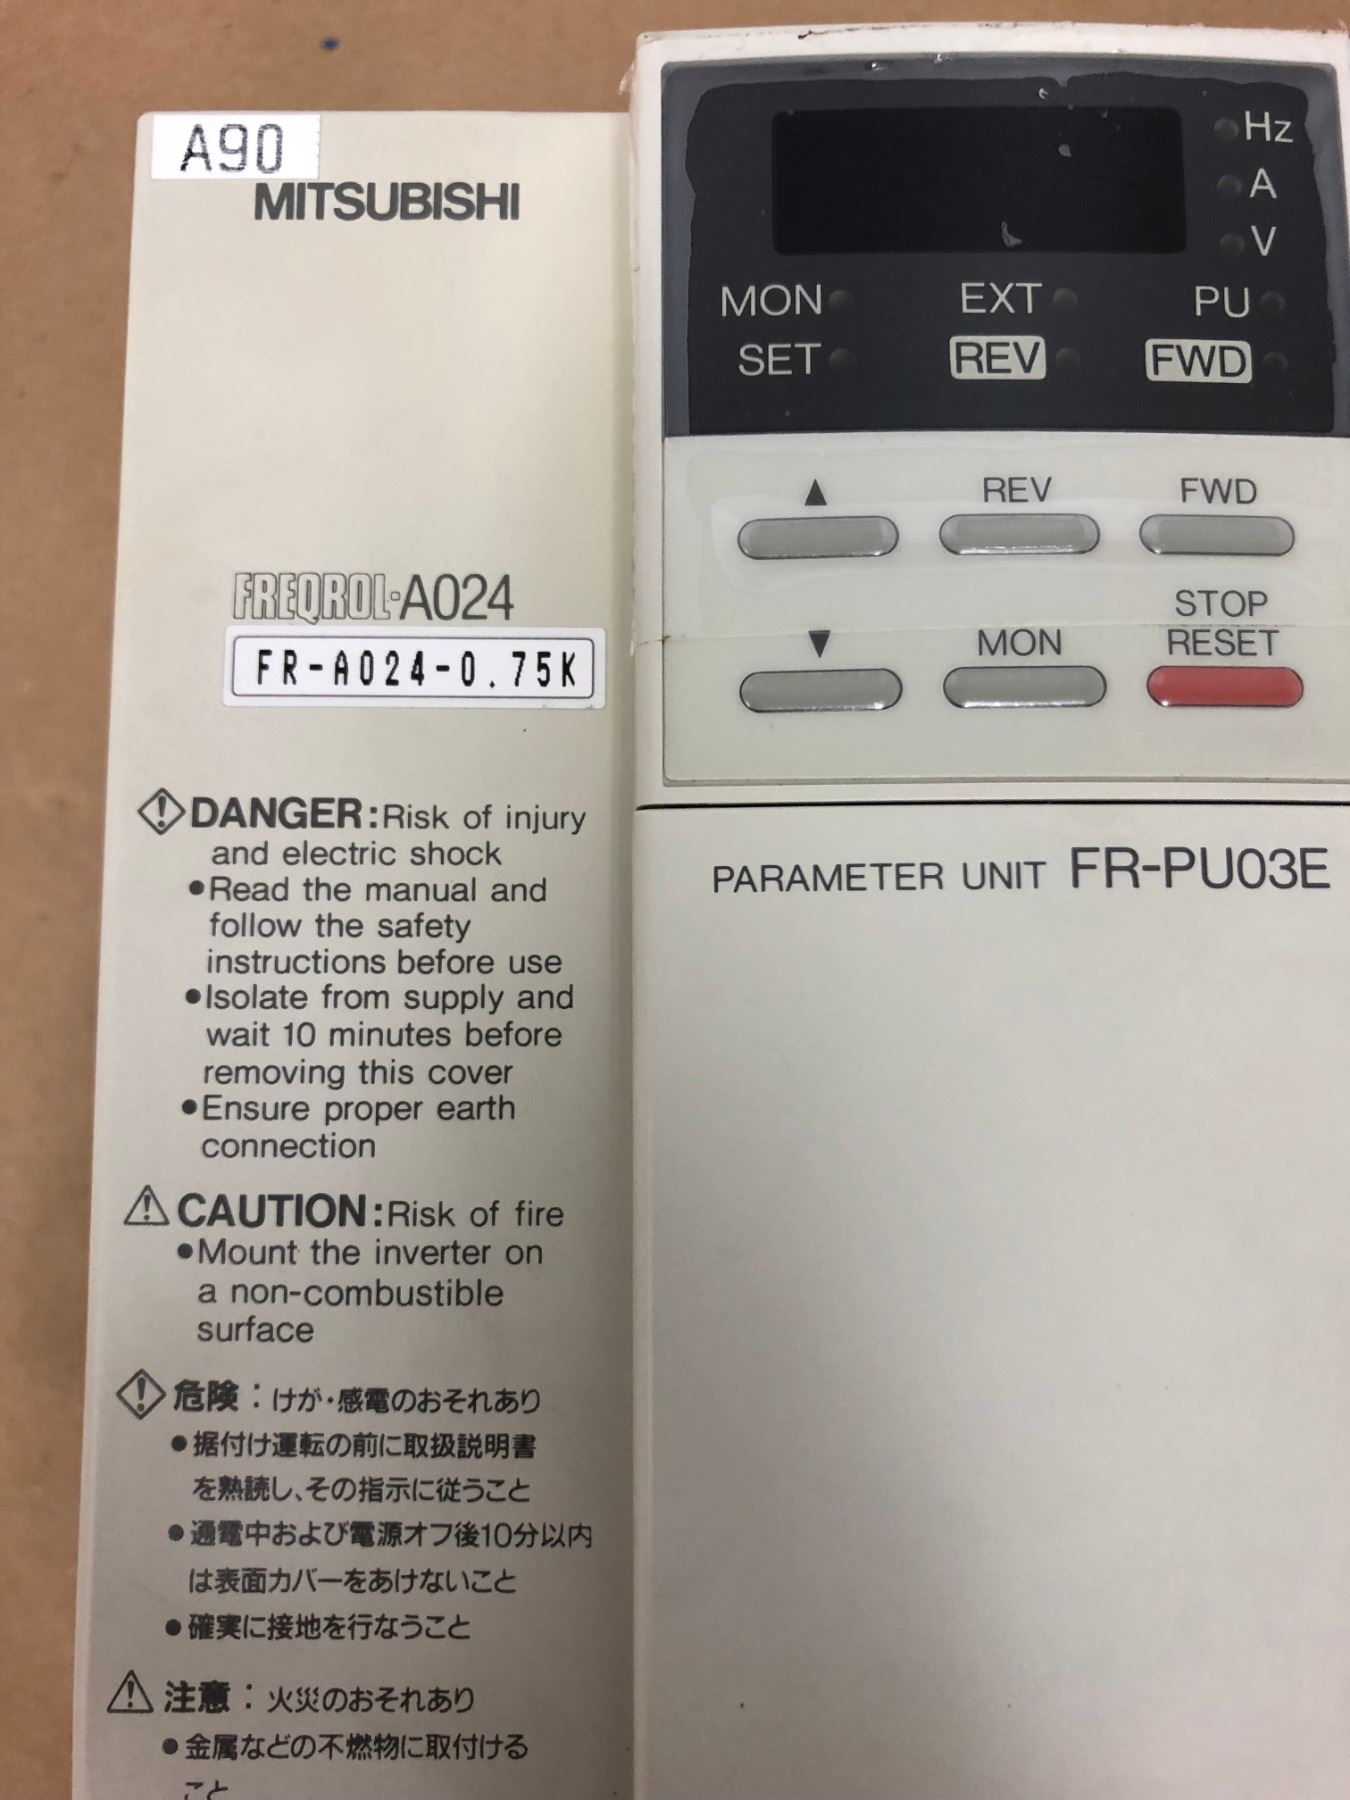 A90
MITSUBISHI
FREQROL-A024
FR-A024-0.75K
DANGER:Risk of injury
and electric shock
●Read the manual and
follow the safety
instructions before use
●Isolate from supply and
wait 10 minutes before
removing this cover
●Ensure proper earth
connection
CAUTION:Risk of fire
●Mount the inverter on
a non-combustible
surface
危険:けが・感電のおそれあり
●据付け運転の前に取扱説明書
を熟読し、その指示に従うこと
●通電中および電源オフ後10分以内
は表面カバーをあけないこと
●確実に接地を行なうこと
注意:火災のおそれあり
●金属などの不燃物に取付ける
こと
Hz
A
V
MON EXT PU
SET REV FWD
▲ REV FWD
STOP
▼ MON RESET
PARAMETER UNIT FR-PU03E